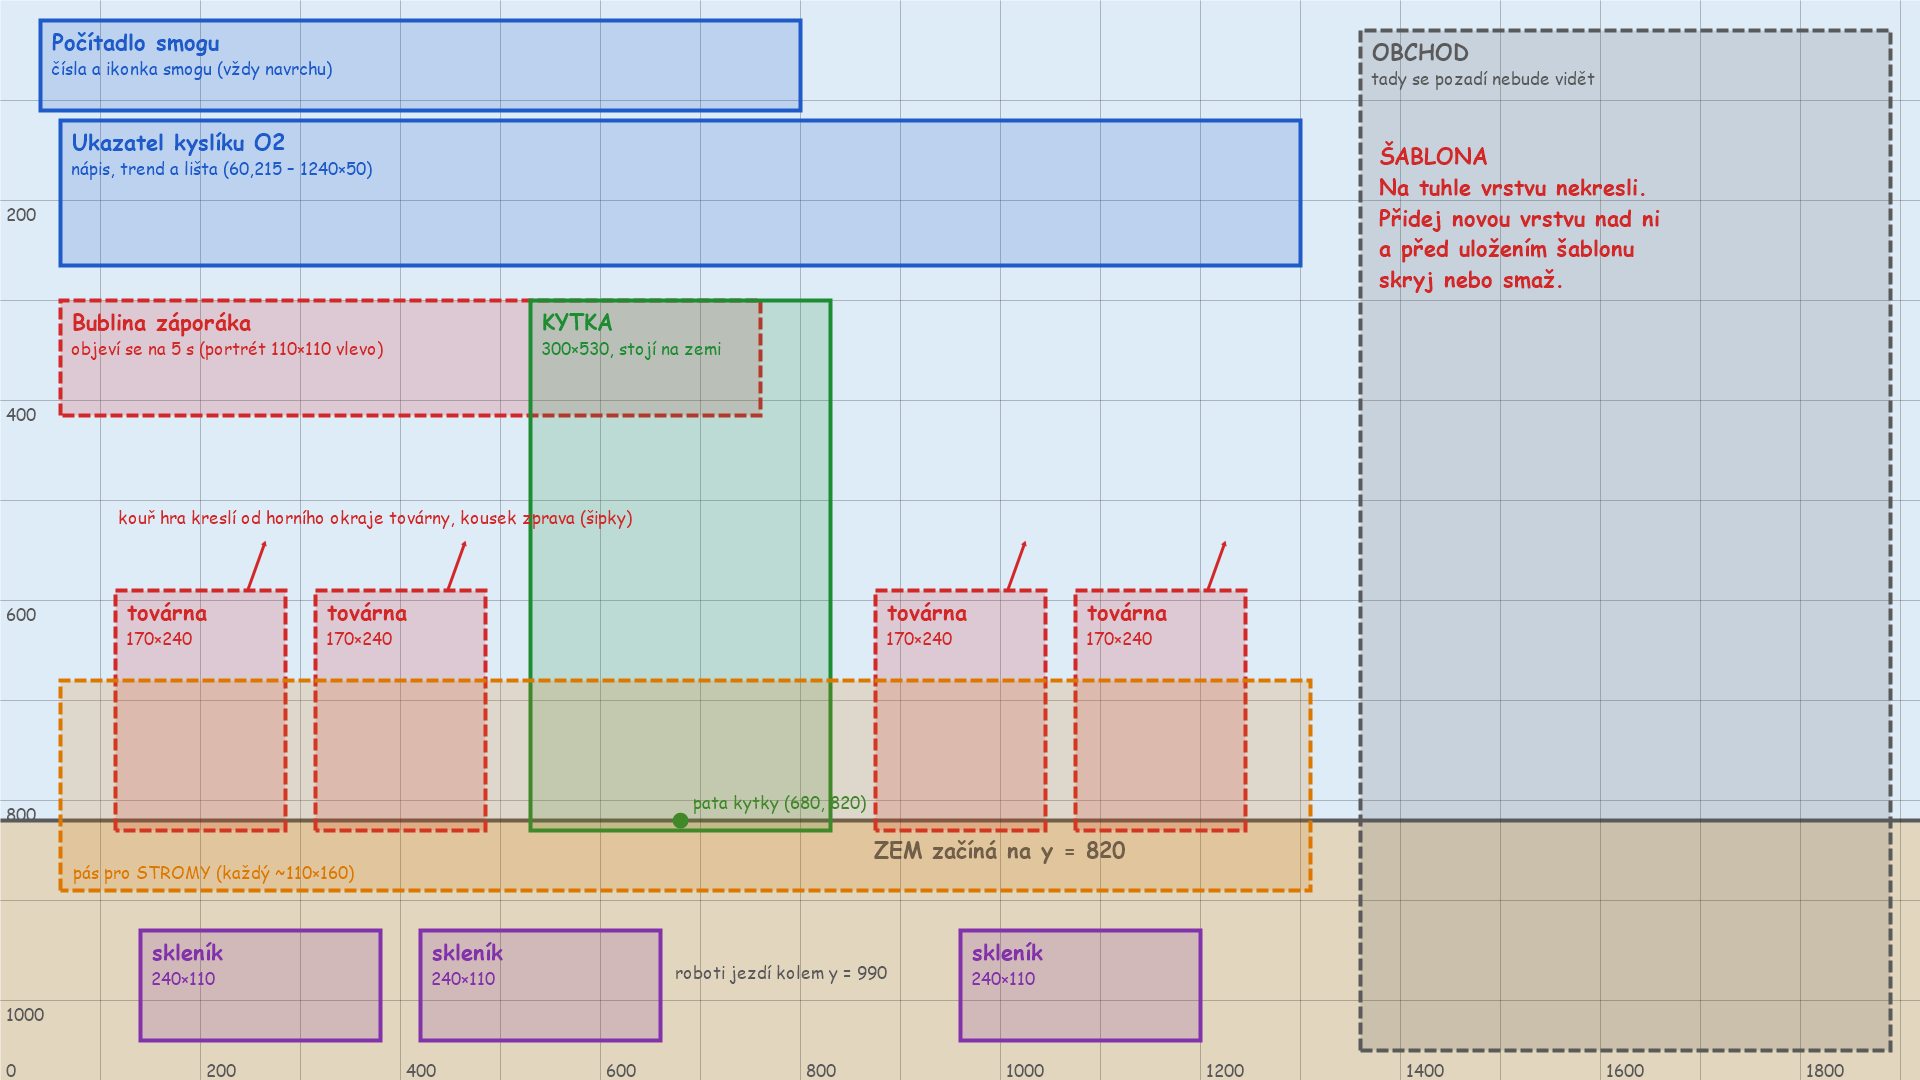 Počítadlo smogu
čísla a ikonka smogu (vždy navrchu)
OBCHOD
tady se pozadí nebude vidět
Ukazatel kyslíku O2
nápis, trend a lišta (60,215 – 1240×50)
ŠABLONA
Na tuhle vrstvu nekresli.
Přidej novou vrstvu nad ni
a před uložením šablonu
skryj nebo smaž.
200
Bublina záporáka
objeví se na 5 s (portrét 110×110 vlevo)
KYTKA
300×530, stojí na zemi
400
kouř hra kreslí od horního okraje továrny, kousek zprava (šipky)
600
továrna
170×240
továrna
170×240
továrna
170×240
továrna
170×240
800
pata kytky (680, 820)
ZEM začíná na y = 820
pás pro STROMY (každý ~110×160)
skleník
240×110
skleník
240×110
roboti jezdí kolem y = 990
skleník
240×110
1000
0 200 400 600 800 1000 1200 1400 1600 1800